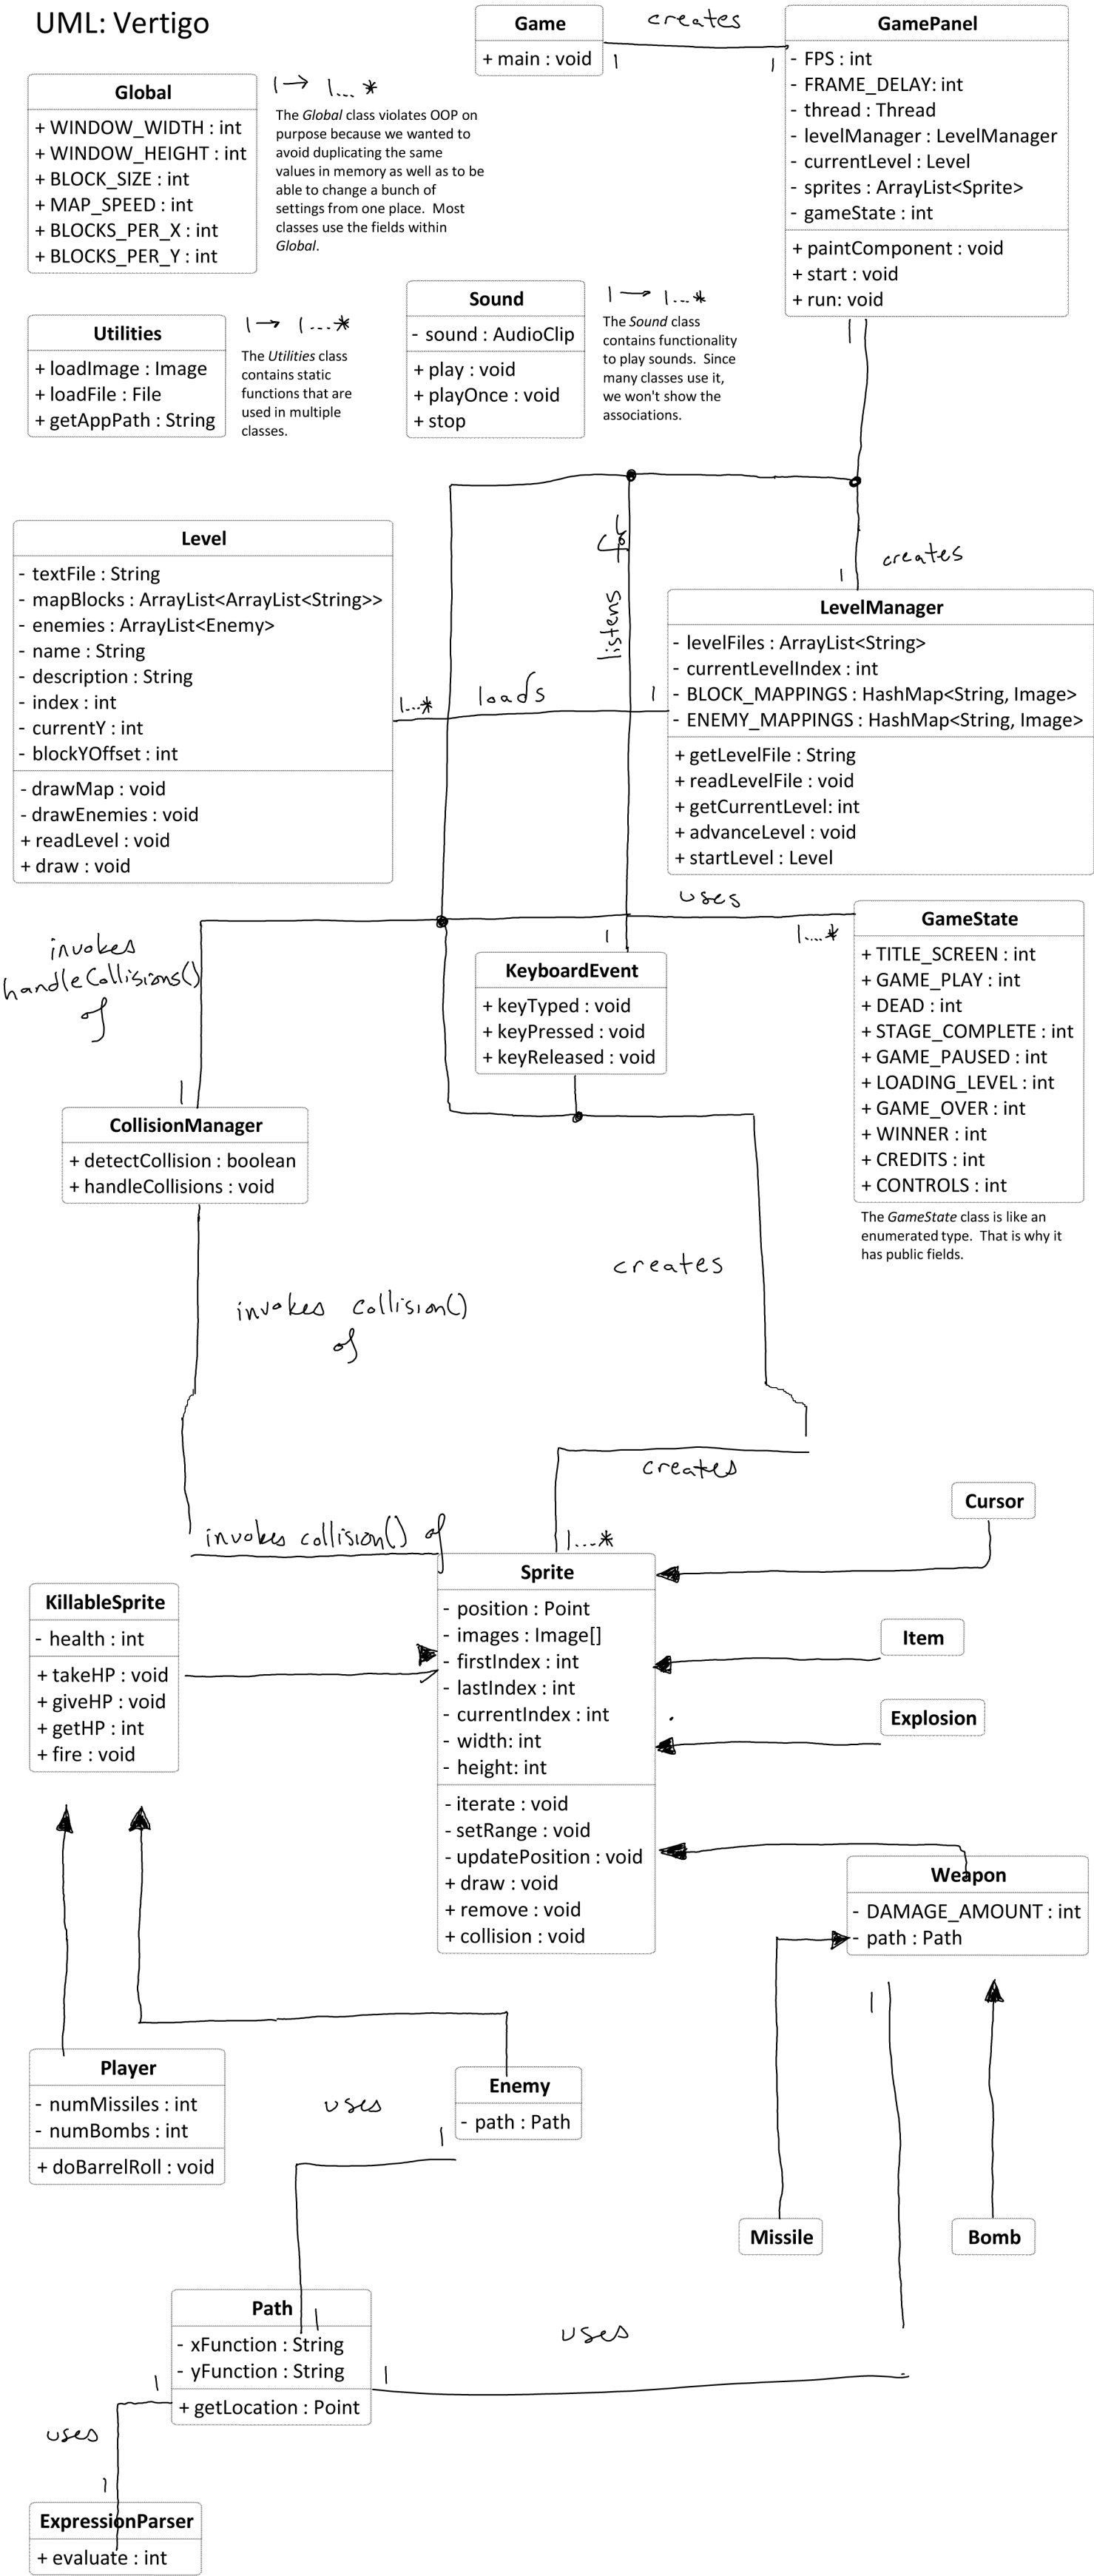 UML: Vertigo
Game
+ main : void
creates
1
1
GamePanel
- FPS : int
- FRAME_DELAY: int
- thread : Thread
- levelManager : LevelManager
- currentLevel : Level
- sprites : ArrayList<Sprite>
- gameState : int
+ paintComponent : void
+ start : void
+ run: void
1
Global
+ WINDOW_WIDTH : int
+ WINDOW_HEIGHT : int
+ BLOCK_SIZE : int
+ MAP_SPEED : int
+ BLOCKS_PER_X : int
+ BLOCKS_PER_Y : int
1 → 1...*
The Global class violates OOP on
purpose because we wanted to
avoid duplicating the same
values in memory as well as to be
able to change a bunch of
settings from one place. Most
classes use the fields within
Global.
Utilities
+ loadImage : Image
+ loadFile : File
+ getAppPath : String
1 → 1...*
The Utilities class
contains static
functions that are
used in multiple
classes.
Sound
- sound : AudioClip
+ play : void
+ playOnce : void
+ stop
1 → 1...*
The Sound class
contains functionality
to play sounds. Since
many classes use it,
we won't show the
associations.
Level
- textFile : String
- mapBlocks : ArrayList<ArrayList<String>>
- enemies : ArrayList<Enemy>
- name : String
- description : String
- index : int
- currentY : int
- blockYOffset : int
- drawMap : void
- drawEnemies : void
+ readLevel : void
+ draw : void
1...*
loads
1
listens to
creates
1
LevelManager
- levelFiles : ArrayList<String>
- currentLevelIndex : int
- BLOCK_MAPPINGS : HashMap<String, Image>
- ENEMY_MAPPINGS : HashMap<String, Image>
+ getLevelFile : String
+ readLevelFile : void
+ getCurrentLevel: int
+ advanceLevel : void
+ startLevel : Level
uses
1...*
GameState
+ TITLE_SCREEN : int
+ GAME_PLAY : int
+ DEAD : int
+ STAGE_COMPLETE : int
+ GAME_PAUSED : int
+ LOADING_LEVEL : int
+ GAME_OVER : int
+ WINNER : int
+ CREDITS : int
+ CONTROLS : int
The GameState class is like an
enumerated type. That is why it
has public fields.
1
KeyboardEvent
+ keyTyped : void
+ keyPressed : void
+ keyReleased : void
invokes
handleCollisions()
of
1
CollisionManager
+ detectCollision : boolean
+ handleCollisions : void
invokes collision()
of
creates
creates
1...*
invokes collision() of
Sprite
- position : Point
- images : Image[]
- firstIndex : int
- lastIndex : int
- currentIndex : int
- width: int
- height: int
- iterate : void
- setRange : void
- updatePosition : void
+ draw : void
+ remove : void
+ collision : void
Cursor
Item
Explosion
KillableSprite
- health : int
+ takeHP : void
+ giveHP : void
+ getHP : int
+ fire : void
Weapon
- DAMAGE_AMOUNT : int
- path : Path
1
Player
- numMissiles : int
- numBombs : int
+ doBarrelRoll : void
Enemy
- path : Path
uses
1
Missile
Bomb
Path
1
- xFunction : String
- yFunction : String
+ getLocation : Point
1
1
uses
uses
1
ExpressionParser
+ evaluate : int